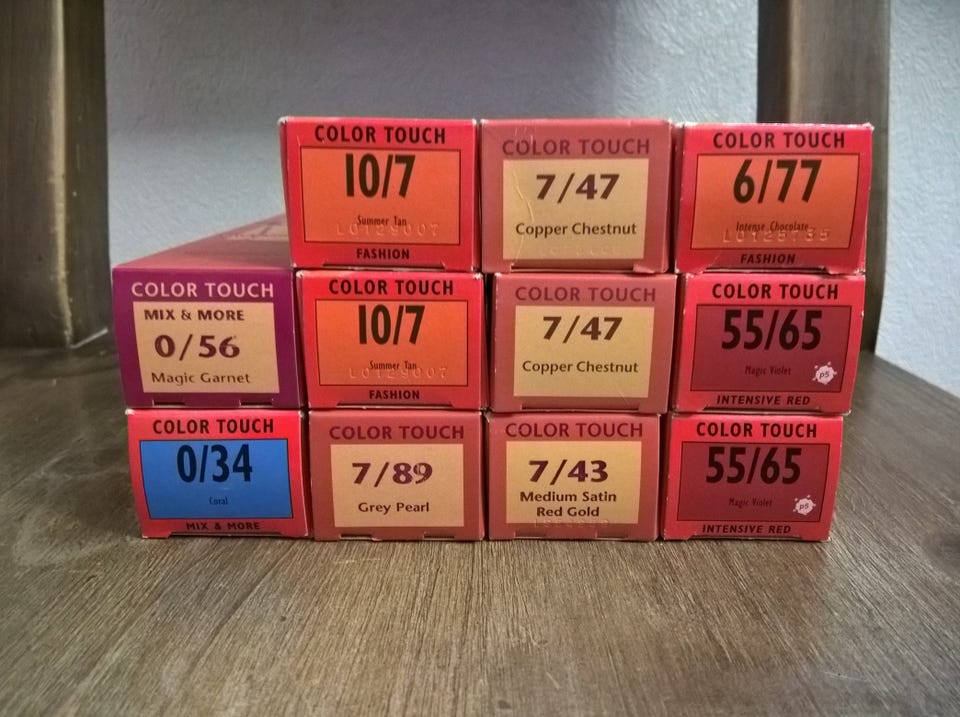 COLOR TOUCH
10/7
Summer Tan
LOT29007
FASHION
COLOR TOUCH
7/47
Copper Chestnut
COLOR TOUCH
6/77
Intense Chocolate
FASHION
COLOR TOUCH
MIX & MORE
0/56
Magic Garnet
COLOR TOUCH
10/7
Summer Tan
LOT29007
FASHION
COLOR TOUCH
7/47
Copper Chestnut
COLOR TOUCH
55/65
Magic Violet
p5
INTENSIVE RED
COLOR TOUCH
0/34
Coral
MIX & MORE
COLOR TOUCH
7/89
Grey Pearl
COLOR TOUCH
7/43
Medium Satin
Red Gold
COLOR TOUCH
55/65
Magic Violet
p5
INTENSIVE RED